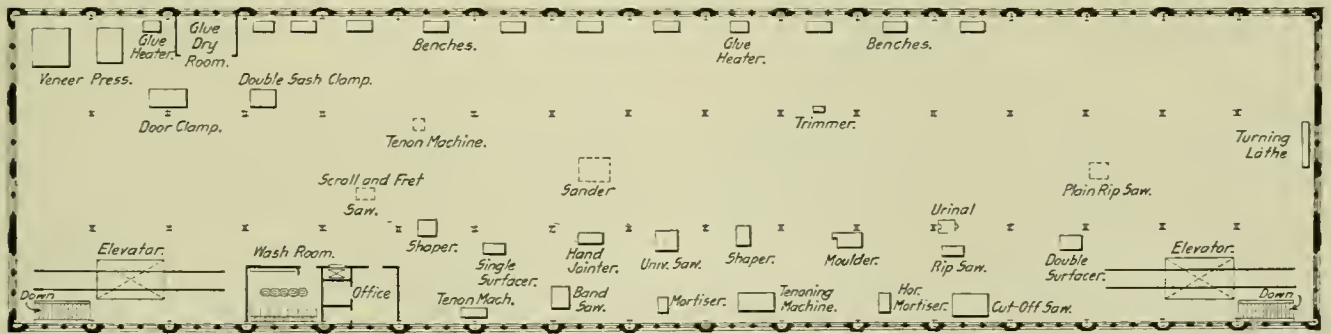 Glue
Heater.
Glue
Dry
Room.
Benches.
Glue
Heater.
Benches.
Veneer Press.
Double Sash Clamp.
Door Clamp.
Tenon Machine.
Trimmer.
Turning
Lathe
Scroll and Fret
Saw.
Sander
Plain Rip Saw.
Urinal
Elevator.
Wash Room.
Shaper.
Single
Surfacer.
Hand
Jointer.
Univ. Saw.
Shaper.
Moulder.
Rip Saw.
Double
Surfacer.
Elevator.
Down
Office
Tenon Mach.
Band
Saw.
Mortiser.
Tenoning
Machine.
Hor.
Mortiser.
Cut-Off Saw.
Down